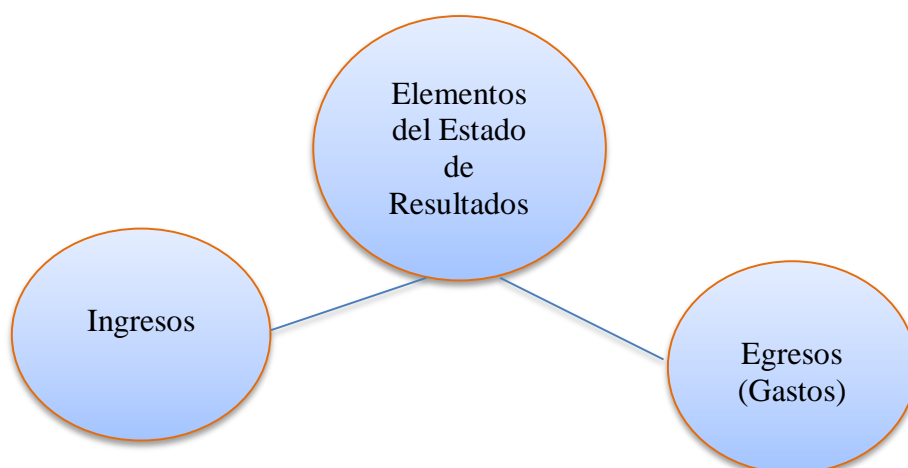 Elementos
del Estado
de
Resultados
Ingresos
Egresos
(Gastos)